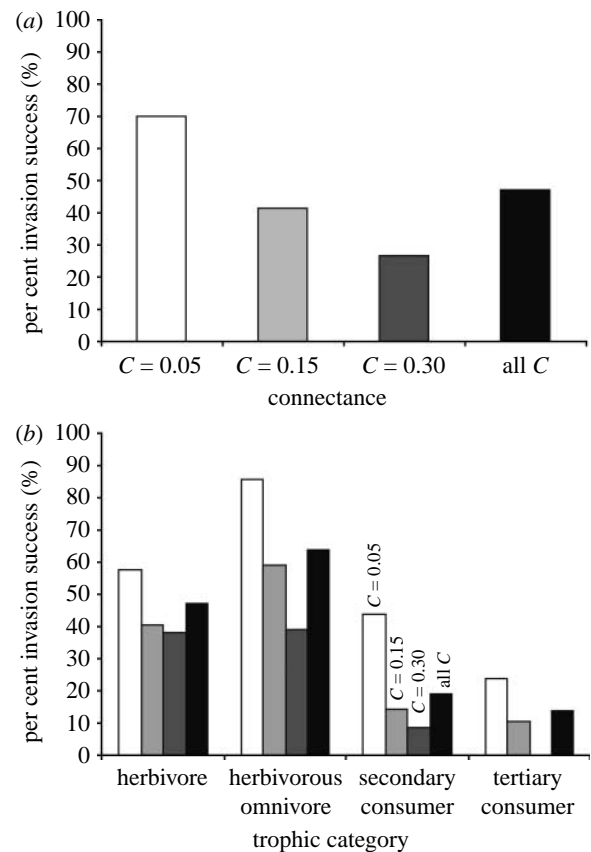 (a)
per cent invasion success (%)
100
90
80
70
60
50
40
30
20
10
0
C = 0.05 C = 0.15 C = 0.30 all C
connectance
(b)
per cent invasion success (%)
100
90
80
70
60
50
40
30
20
10
0
C = 0.05
C = 0.15
C = 0.30
all C
herbivore herbivorous secondary tertiary
omnivore consumer consumer
trophic category